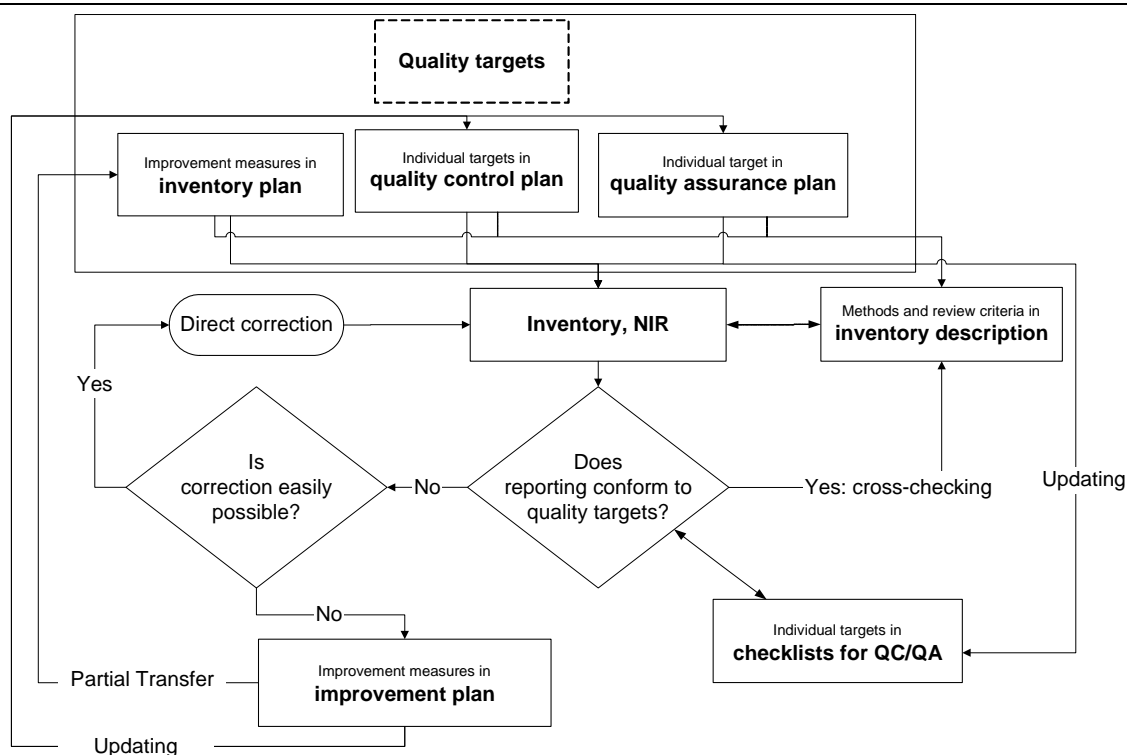 Quality targets
Improvement measures in
inventory plan
Individual targets in
quality control plan
Individual target in
quality assurance plan
Direct correction
Inventory, NIR
Methods and review criteria in
inventory description
Yes
Is
correction easily
possible?
No
Does
reporting conform to
quality targets?
Yes: cross-checking
Updating
No
Individual targets in
checklists for QC/QA
Partial Transfer
Improvement measures in
improvement plan
Updating